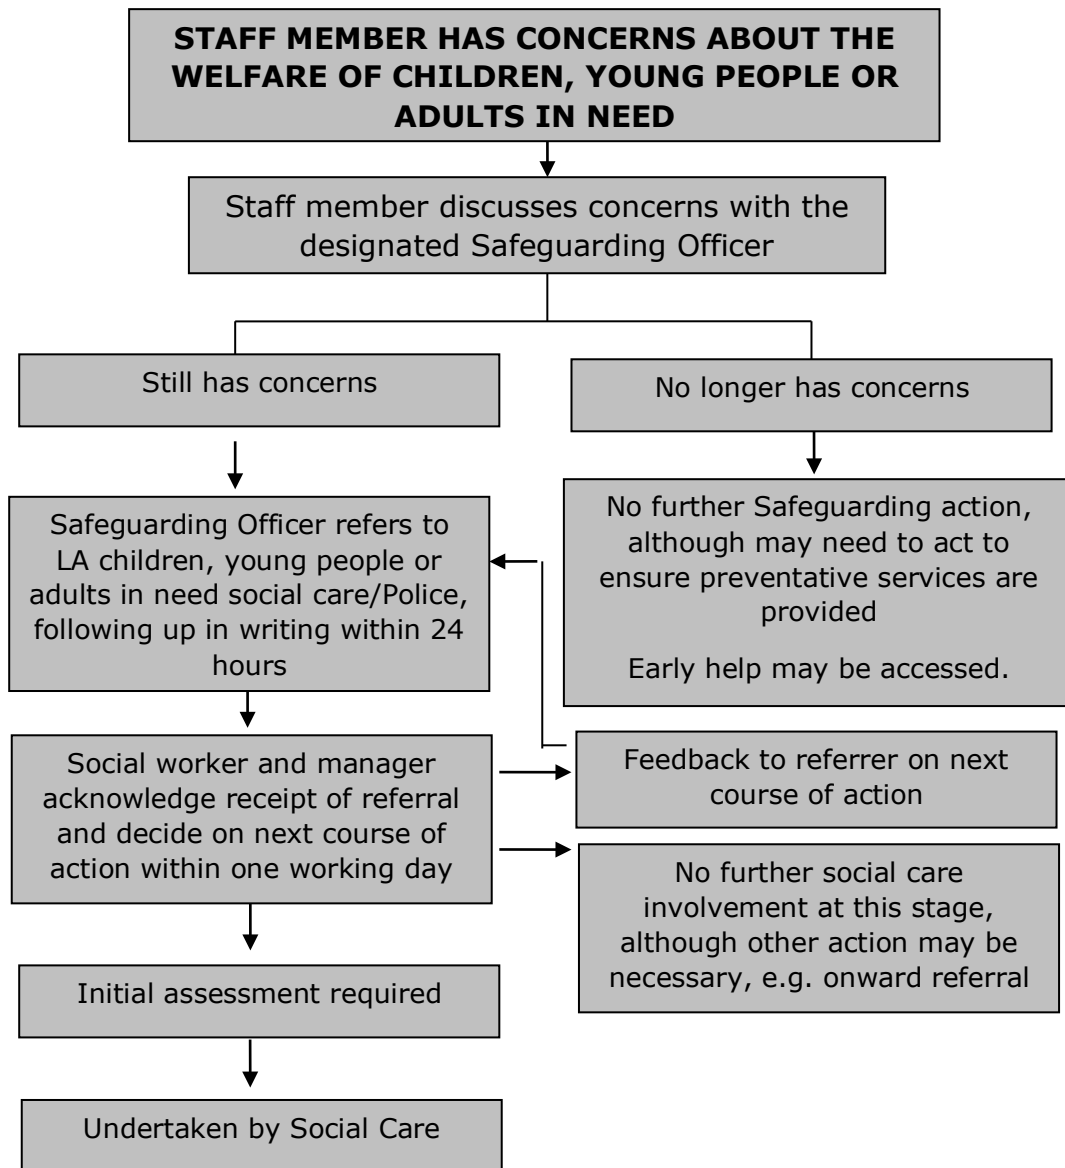 STAFF MEMBER HAS CONCERNS ABOUT THE
WELFARE OF CHILDREN, YOUNG PEOPLE OR
ADULTS IN NEED
Staff member discusses concerns with the
designated Safeguarding Officer
Still has concerns
No longer has concerns
Safeguarding Officer refers to
LA children, young people or
adults in need social care/Police,
following up in writing within 24
hours
No further Safeguarding action,
although may need to act to
ensure preventative services are
provided
Early help may be accessed.
Social worker and manager
acknowledge receipt of referral
and decide on next course of
action within one working day
Feedback to referrer on next
course of action
No further social care
involvement at this stage,
although other action may be
necessary, e.g. onward referral
Initial assessment required
Undertaken by Social Care